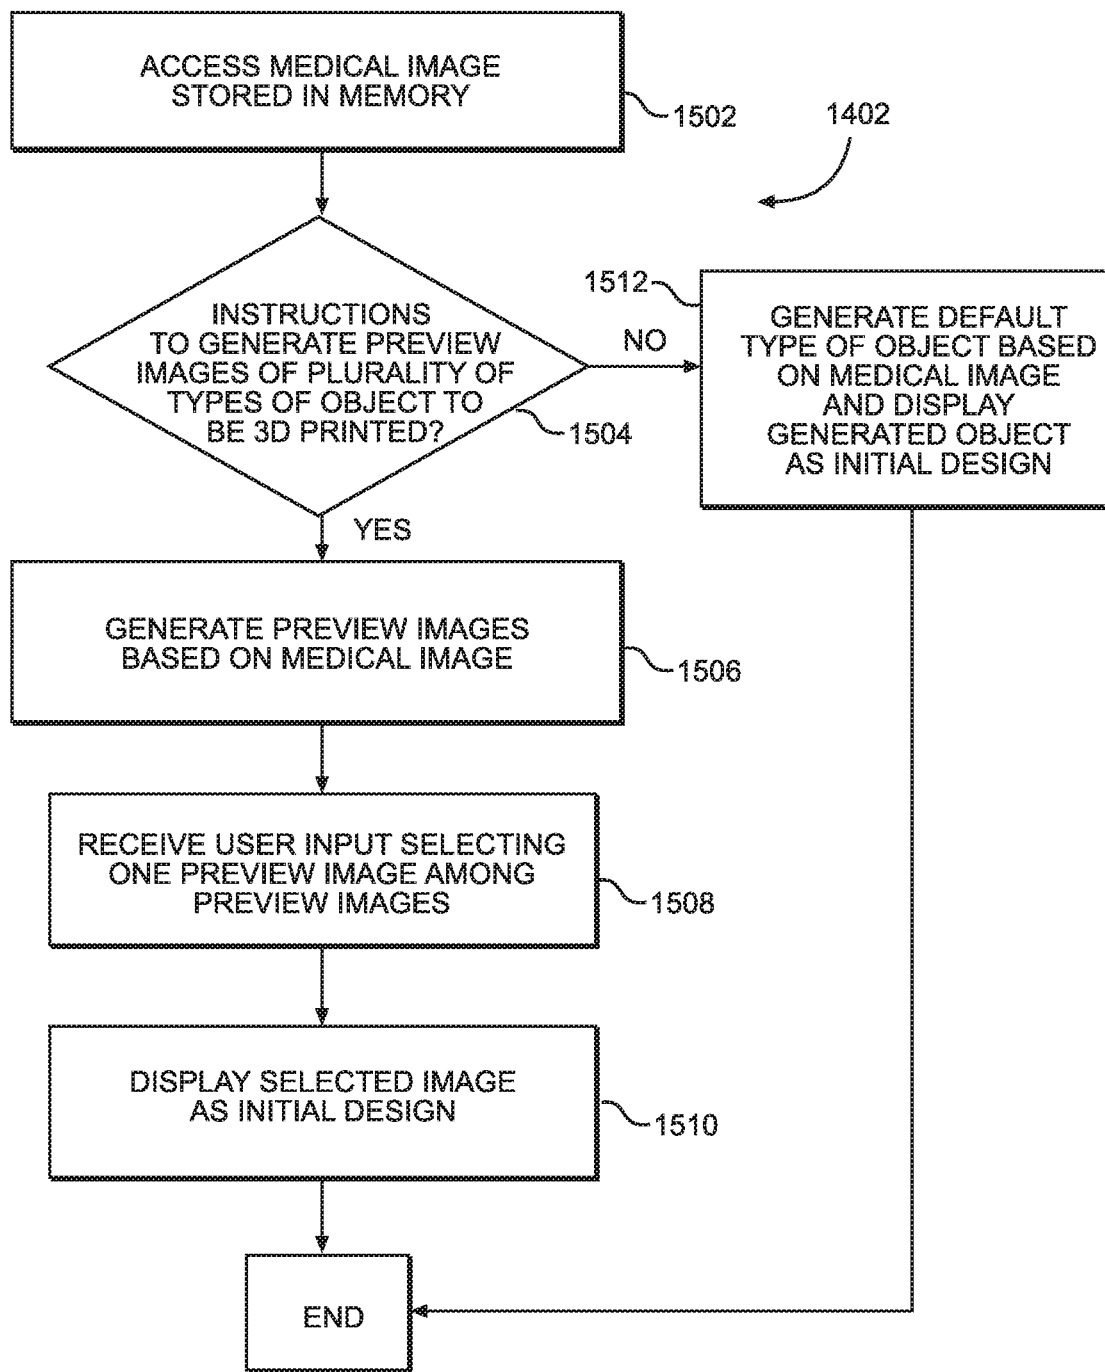 ACCESS MEDICAL IMAGE
STORED IN MEMORY
1502
1402
INSTRUCTIONS
TO GENERATE PREVIEW
IMAGES OF PLURALITY OF
TYPES OF OBJECT TO
BE 3D PRINTED?
1504
NO
1512
GENERATE DEFAULT
TYPE OF OBJECT BASED
ON MEDICAL IMAGE
AND DISPLAY
GENERATED OBJECT
AS INITIAL DESIGN
YES
GENERATE PREVIEW IMAGES
BASED ON MEDICAL IMAGE
1506
RECEIVE USER INPUT SELECTING
ONE PREVIEW IMAGE AMONG
PREVIEW IMAGES
1508
DISPLAY SELECTED IMAGE
AS INITIAL DESIGN
1510
END